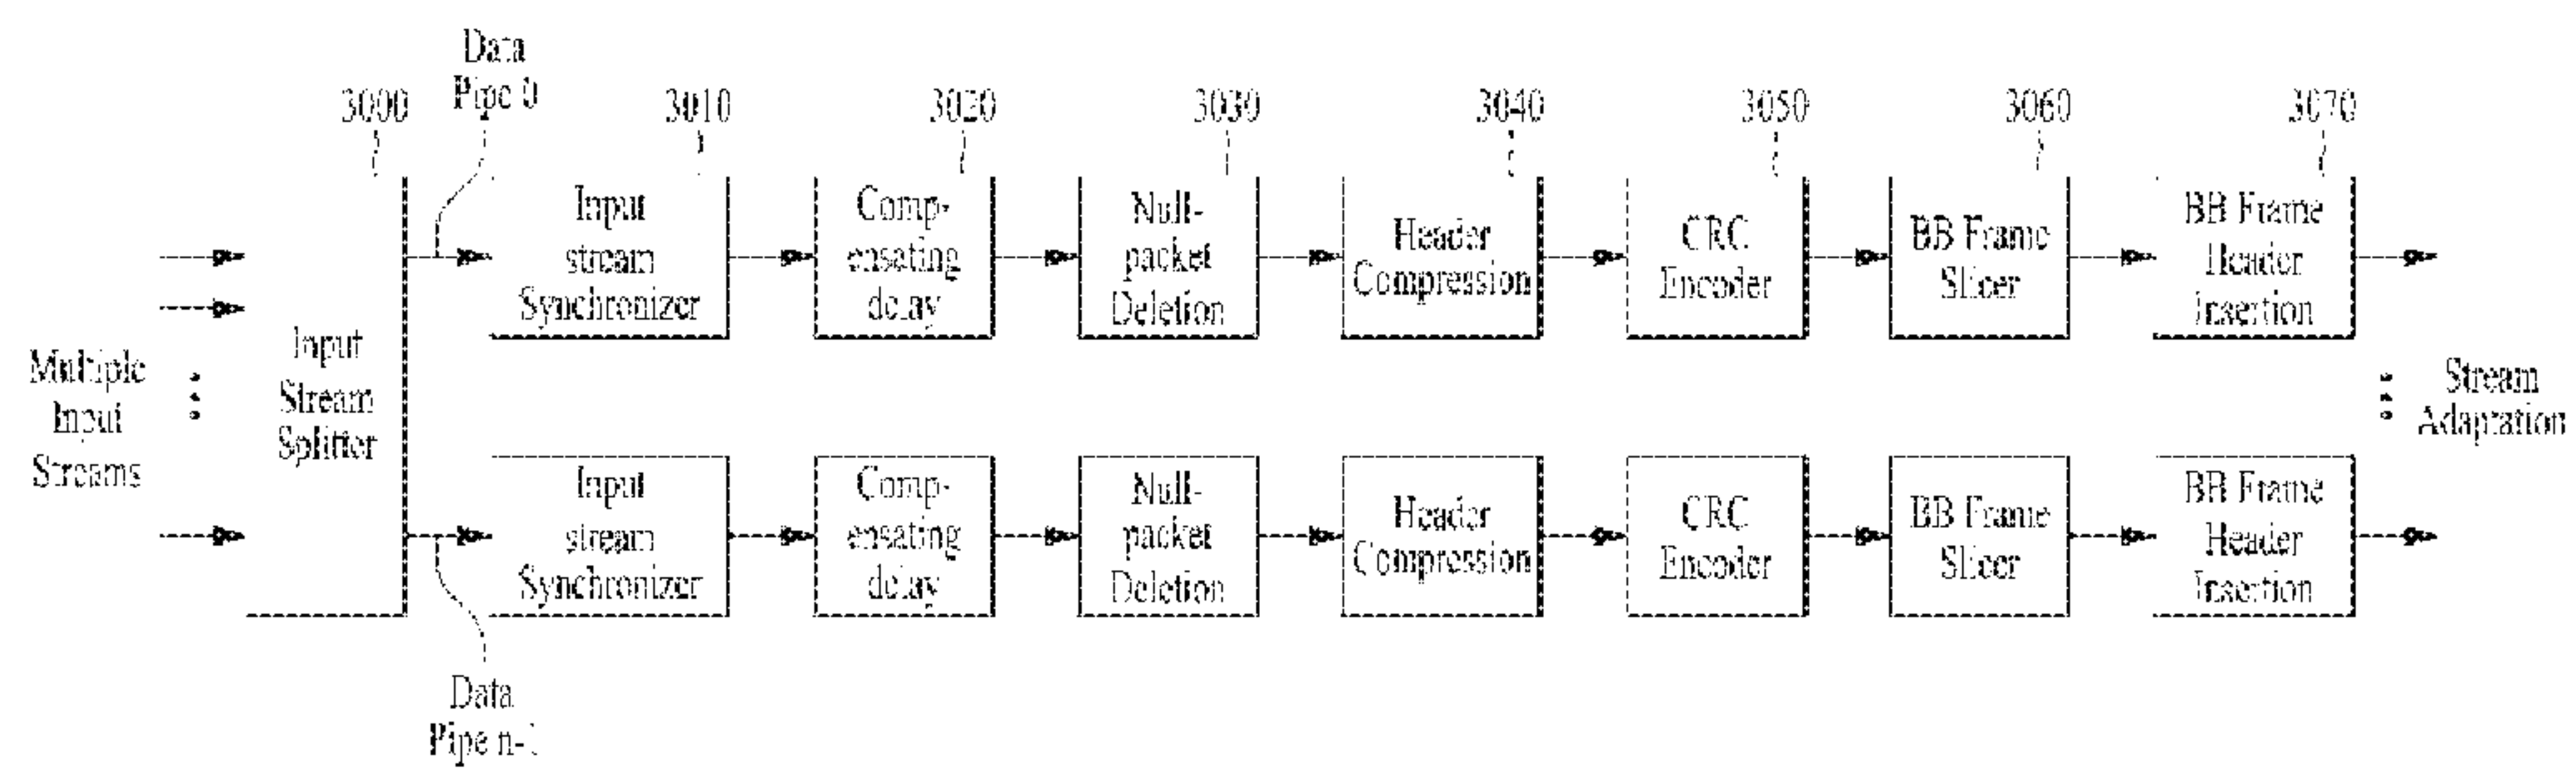 Data
Pipe 0
3000
3010
3020
3030
3040
3050
3060
3070
Multiple
Input
Streams
Input
Stream
Splitter
Input
stream
Synchronizer
Comp-
ensating
delay
Null-
packet
Deletion
Header
Compression
CRC
Encoder
BB Frame
Slicer
BB Frame
Header
Insertion
Stream
Adaptation
Input
stream
Synchronizer
Comp-
ensating
delay
Null-
packet
Deletion
Header
Compression
CRC
Encoder
BB Frame
Slicer
BB Frame
Header
Insertion
Data
Pipe n-1